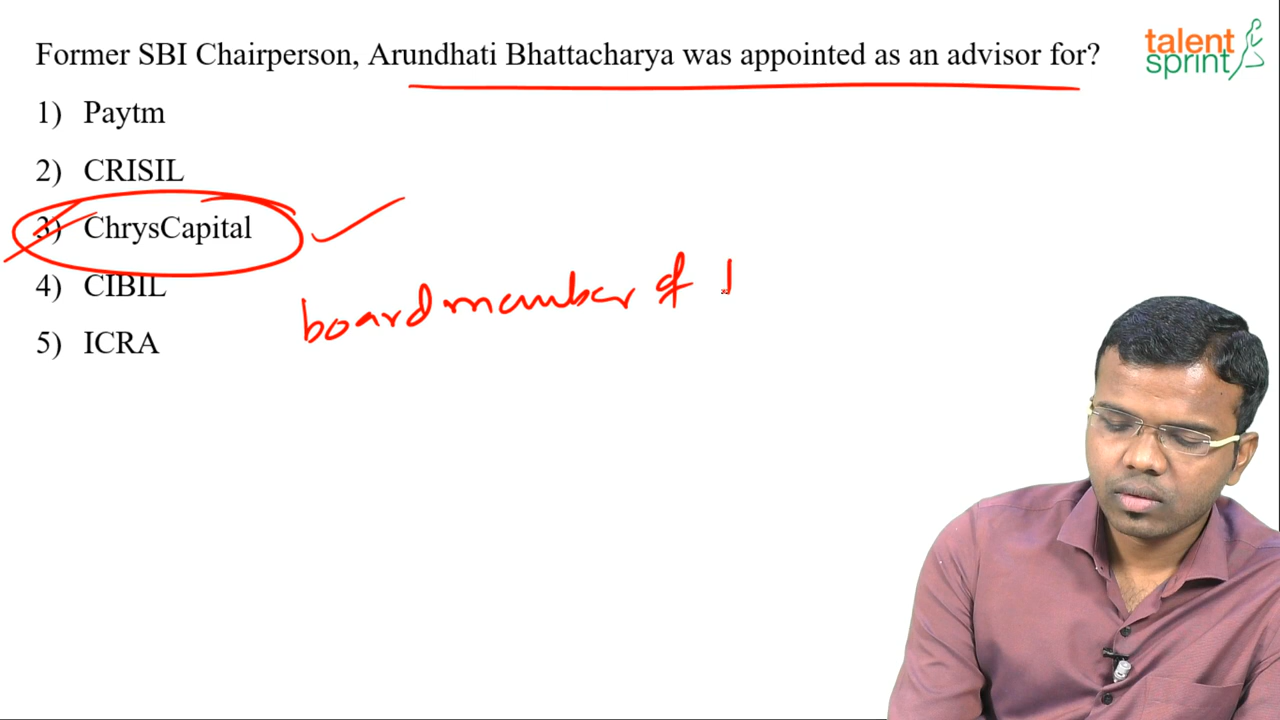 Former SBI Chairperson, Arundhati Bhattacharya was appointed as an advisor for?
talent
sprint
1) Paytm
2) CRISIL
3) ChrysCapital
4) CIBIL
board member of
5) ICRA